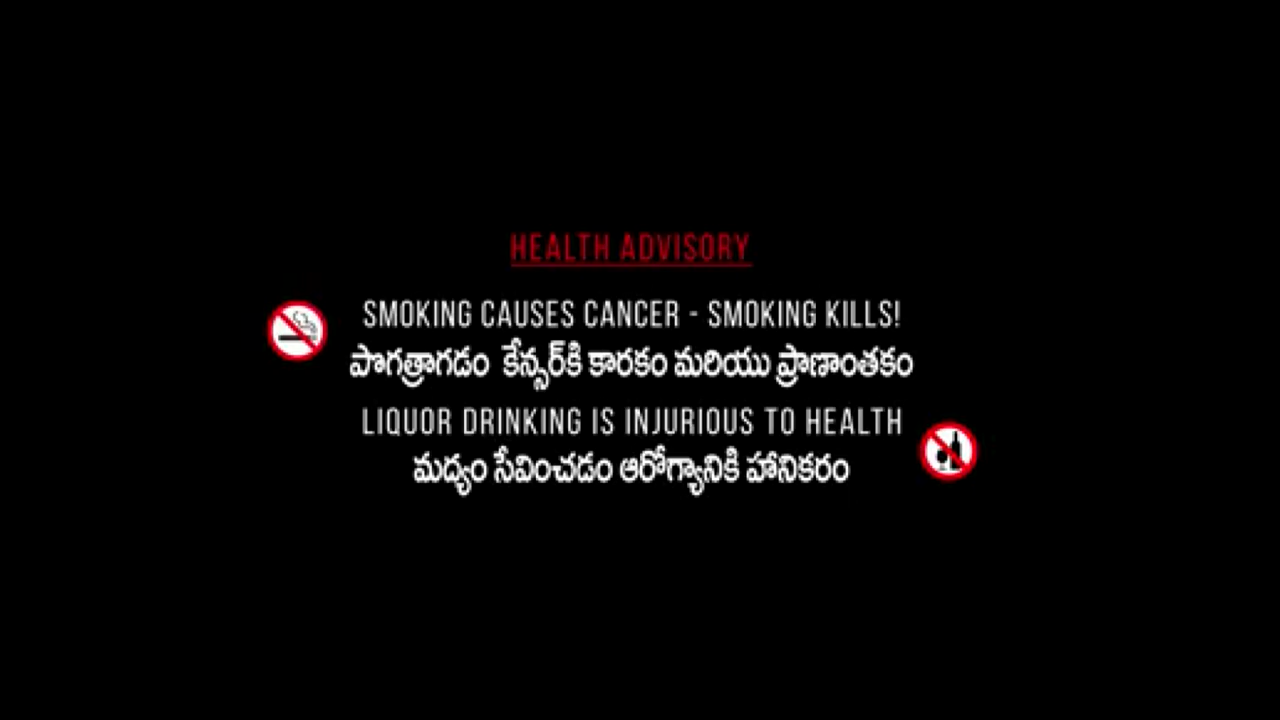 HEALTH ADVISORY
SMOKING CAUSES CANCER - SMOKING KILLS!
పొగత్రాగడం కేన్సర్‌కి కారకం మరియు ప్రాణాంతకం
LIQUOR DRINKING IS INJURIOUS TO HEALTH
మద్యం సేవించడం ఆరోగ్యానికి హానికరం